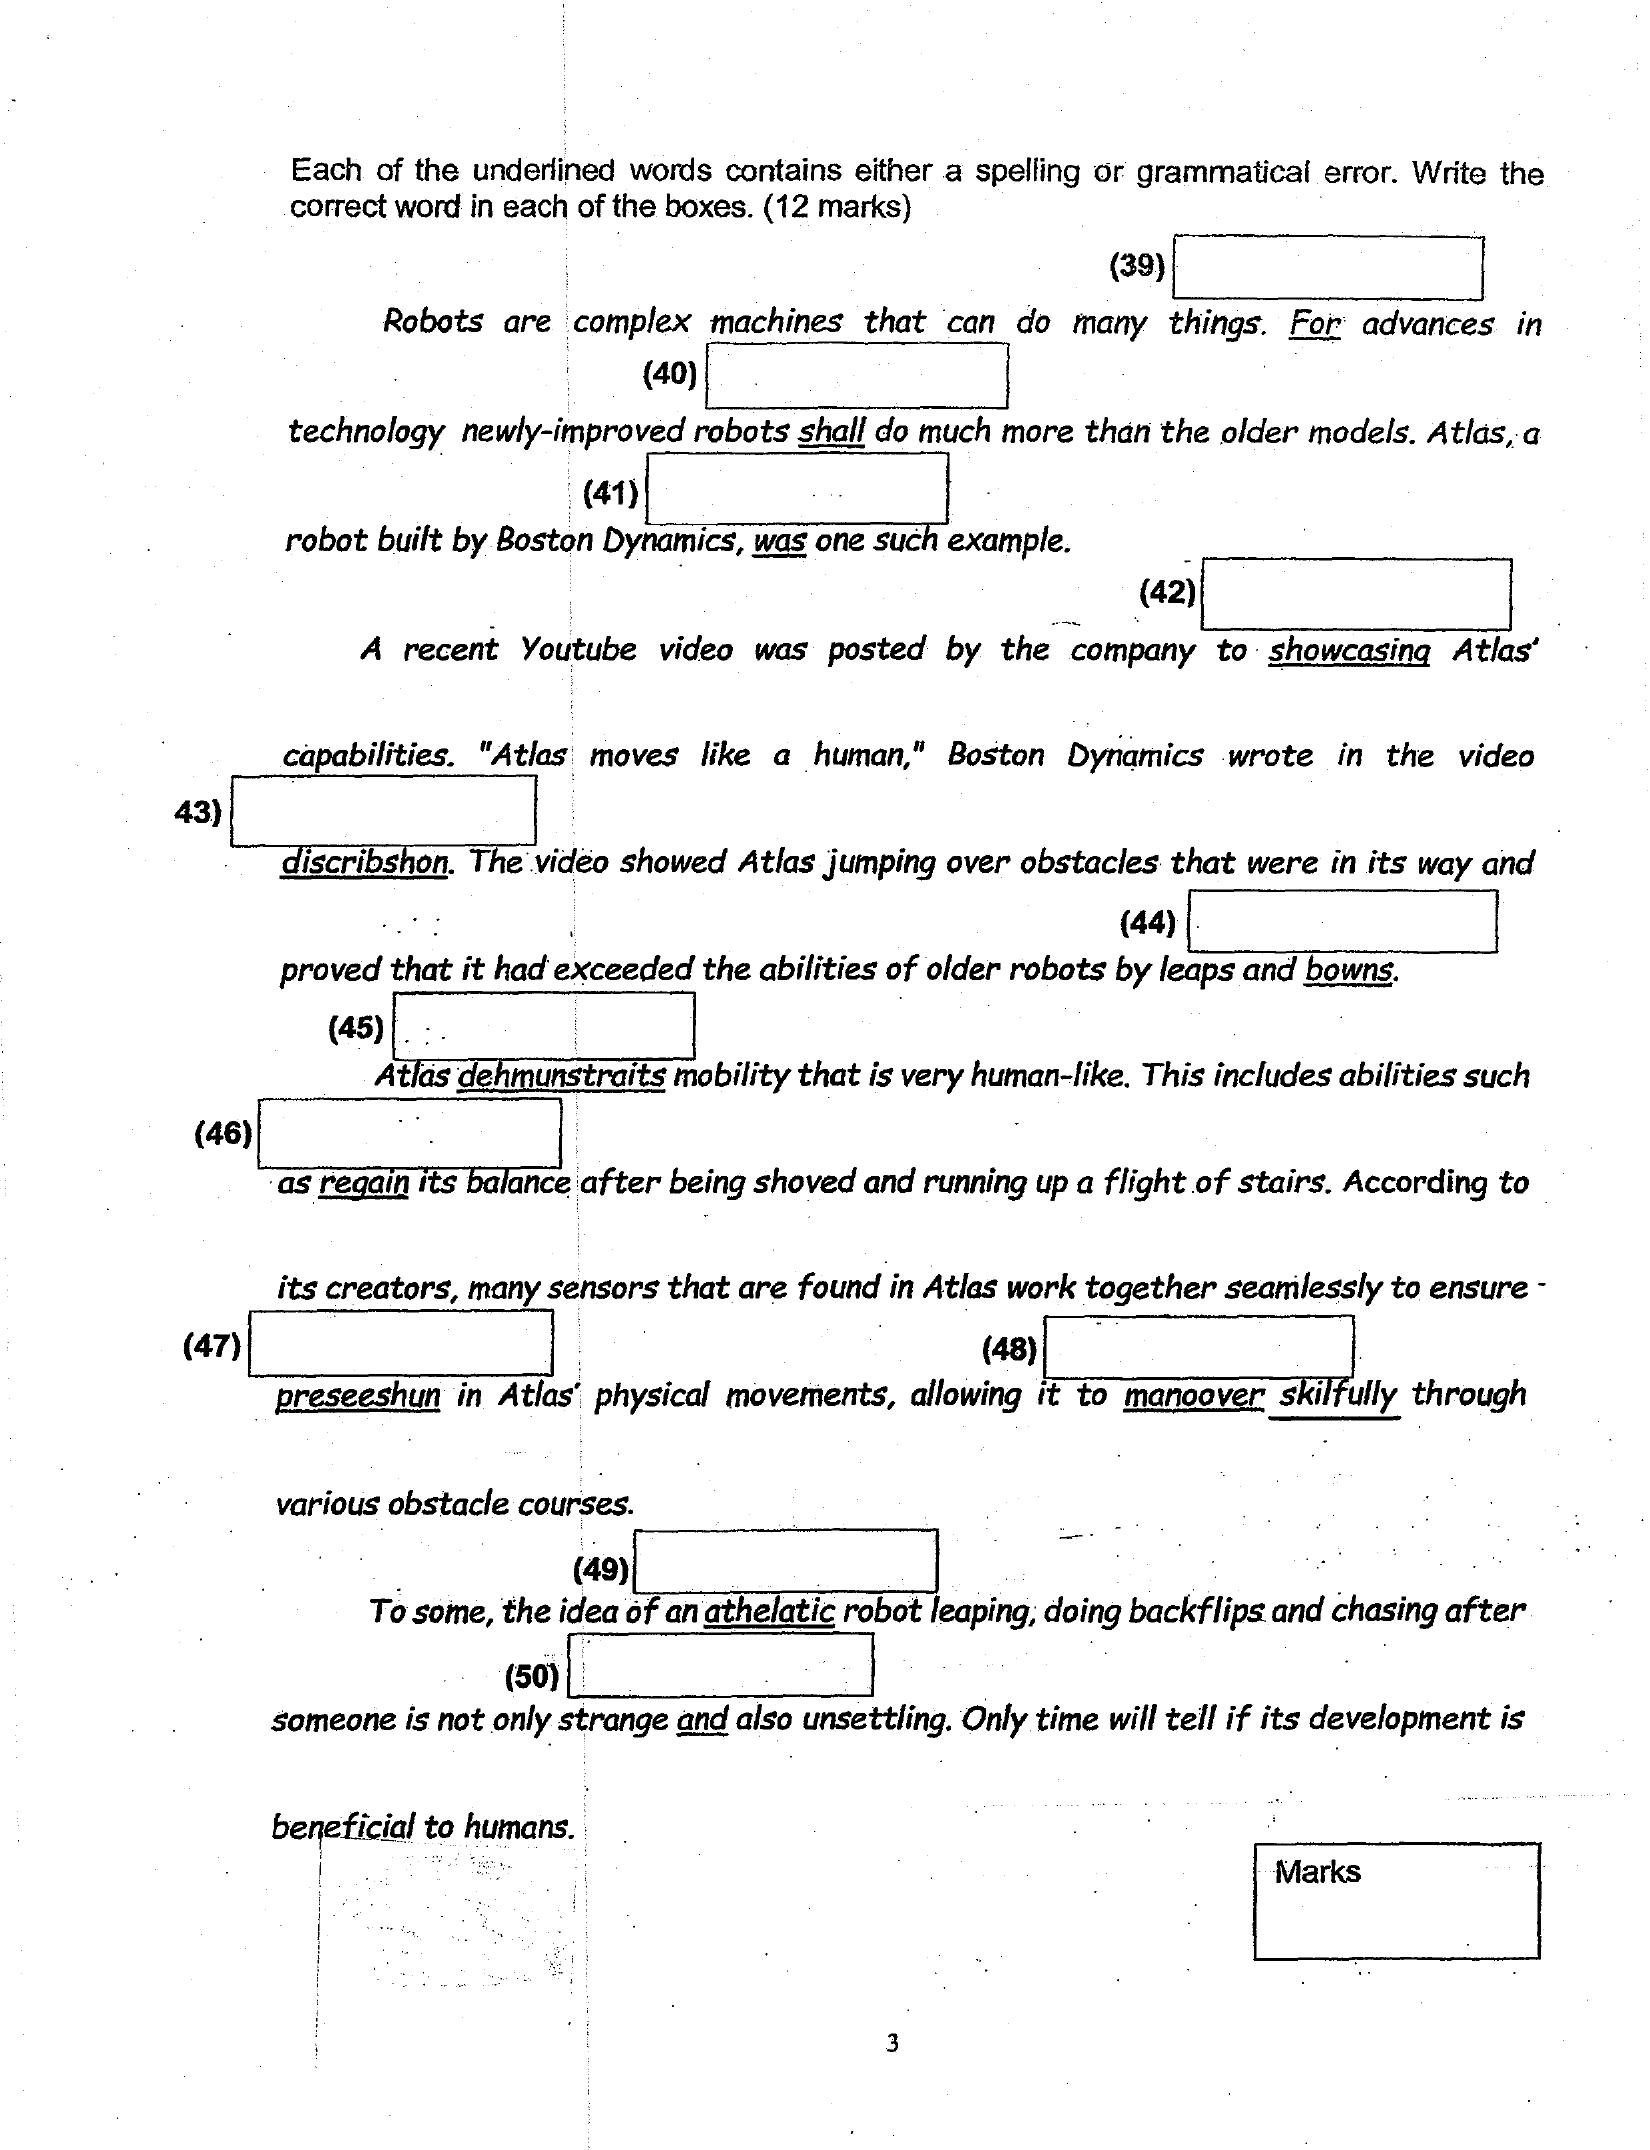 Each of the underlined words contains either a spelling or grammatical error. Write the
correct word in each of the boxes. (12 marks)
(39)
Robots are complex machines that can do many things. For advances in
(40)
technology newly-improved robots shall do much more than the older models. Atlas, a
(41)
robot built by Boston Dynamics, was one such example.
(42)
A recent Youtube video was posted by the company to showcasing Atlas'
capabilities. "Atlas moves like a human," Boston Dynamics wrote in the video
43)
discribshon. The video showed Atlas jumping over obstacles that were in its way and
(44)
proved that it had exceeded the abilities of older robots by leaps and bowns.
(45)
Atlas dehmunstraits mobility that is very human-like. This includes abilities such
(46)
as regain its balance after being shoved and running up a flight of stairs. According to
its creators, many sensors that are found in Atlas work together seamlessly to ensure -
(47) (48)
preseeshun in Atlas' physical movements, allowing it to manoover skilfully through
various obstacle courses.
(49)
To some, the idea of an athelatic robot leaping, doing backflips and chasing after
(50)
someone is not only strange and also unsettling. Only time will tell if its development is
beneficial to humans.
Marks
3